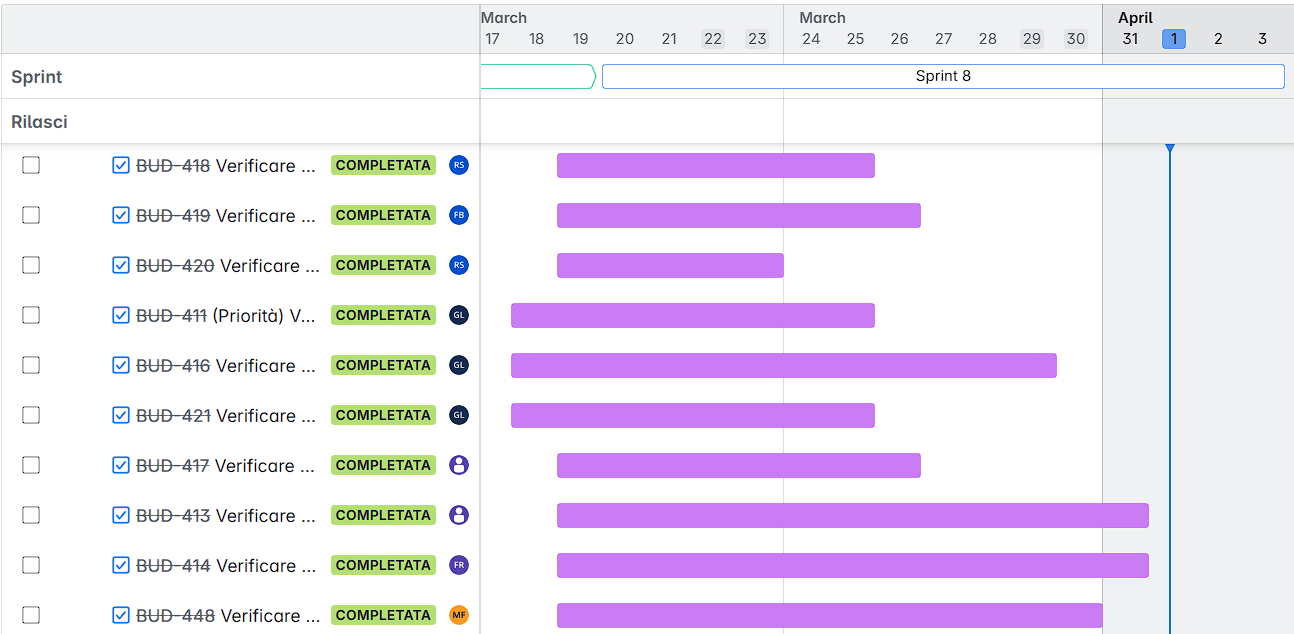 March March April
17 18 19 20 21 22 23 24 25 26 27 28 29 30 31 1 2 3
Sprint Sprint 8
Rilasci
BUD-418 Verificare ... COMPLETATA RS
BUD-419 Verificare ... COMPLETATA FB
BUD-420 Verificare ... COMPLETATA RS
BUD-411 (Priorità) V... COMPLETATA GL
BUD-416 Verificare ... COMPLETATA GL
BUD-421 Verificare ... COMPLETATA GL
BUD-417 Verificare ... COMPLETATA
BUD-413 Verificare ... COMPLETATA
BUD-414 Verificare ... COMPLETATA FR
BUD-448 Verificare ... COMPLETATA MF